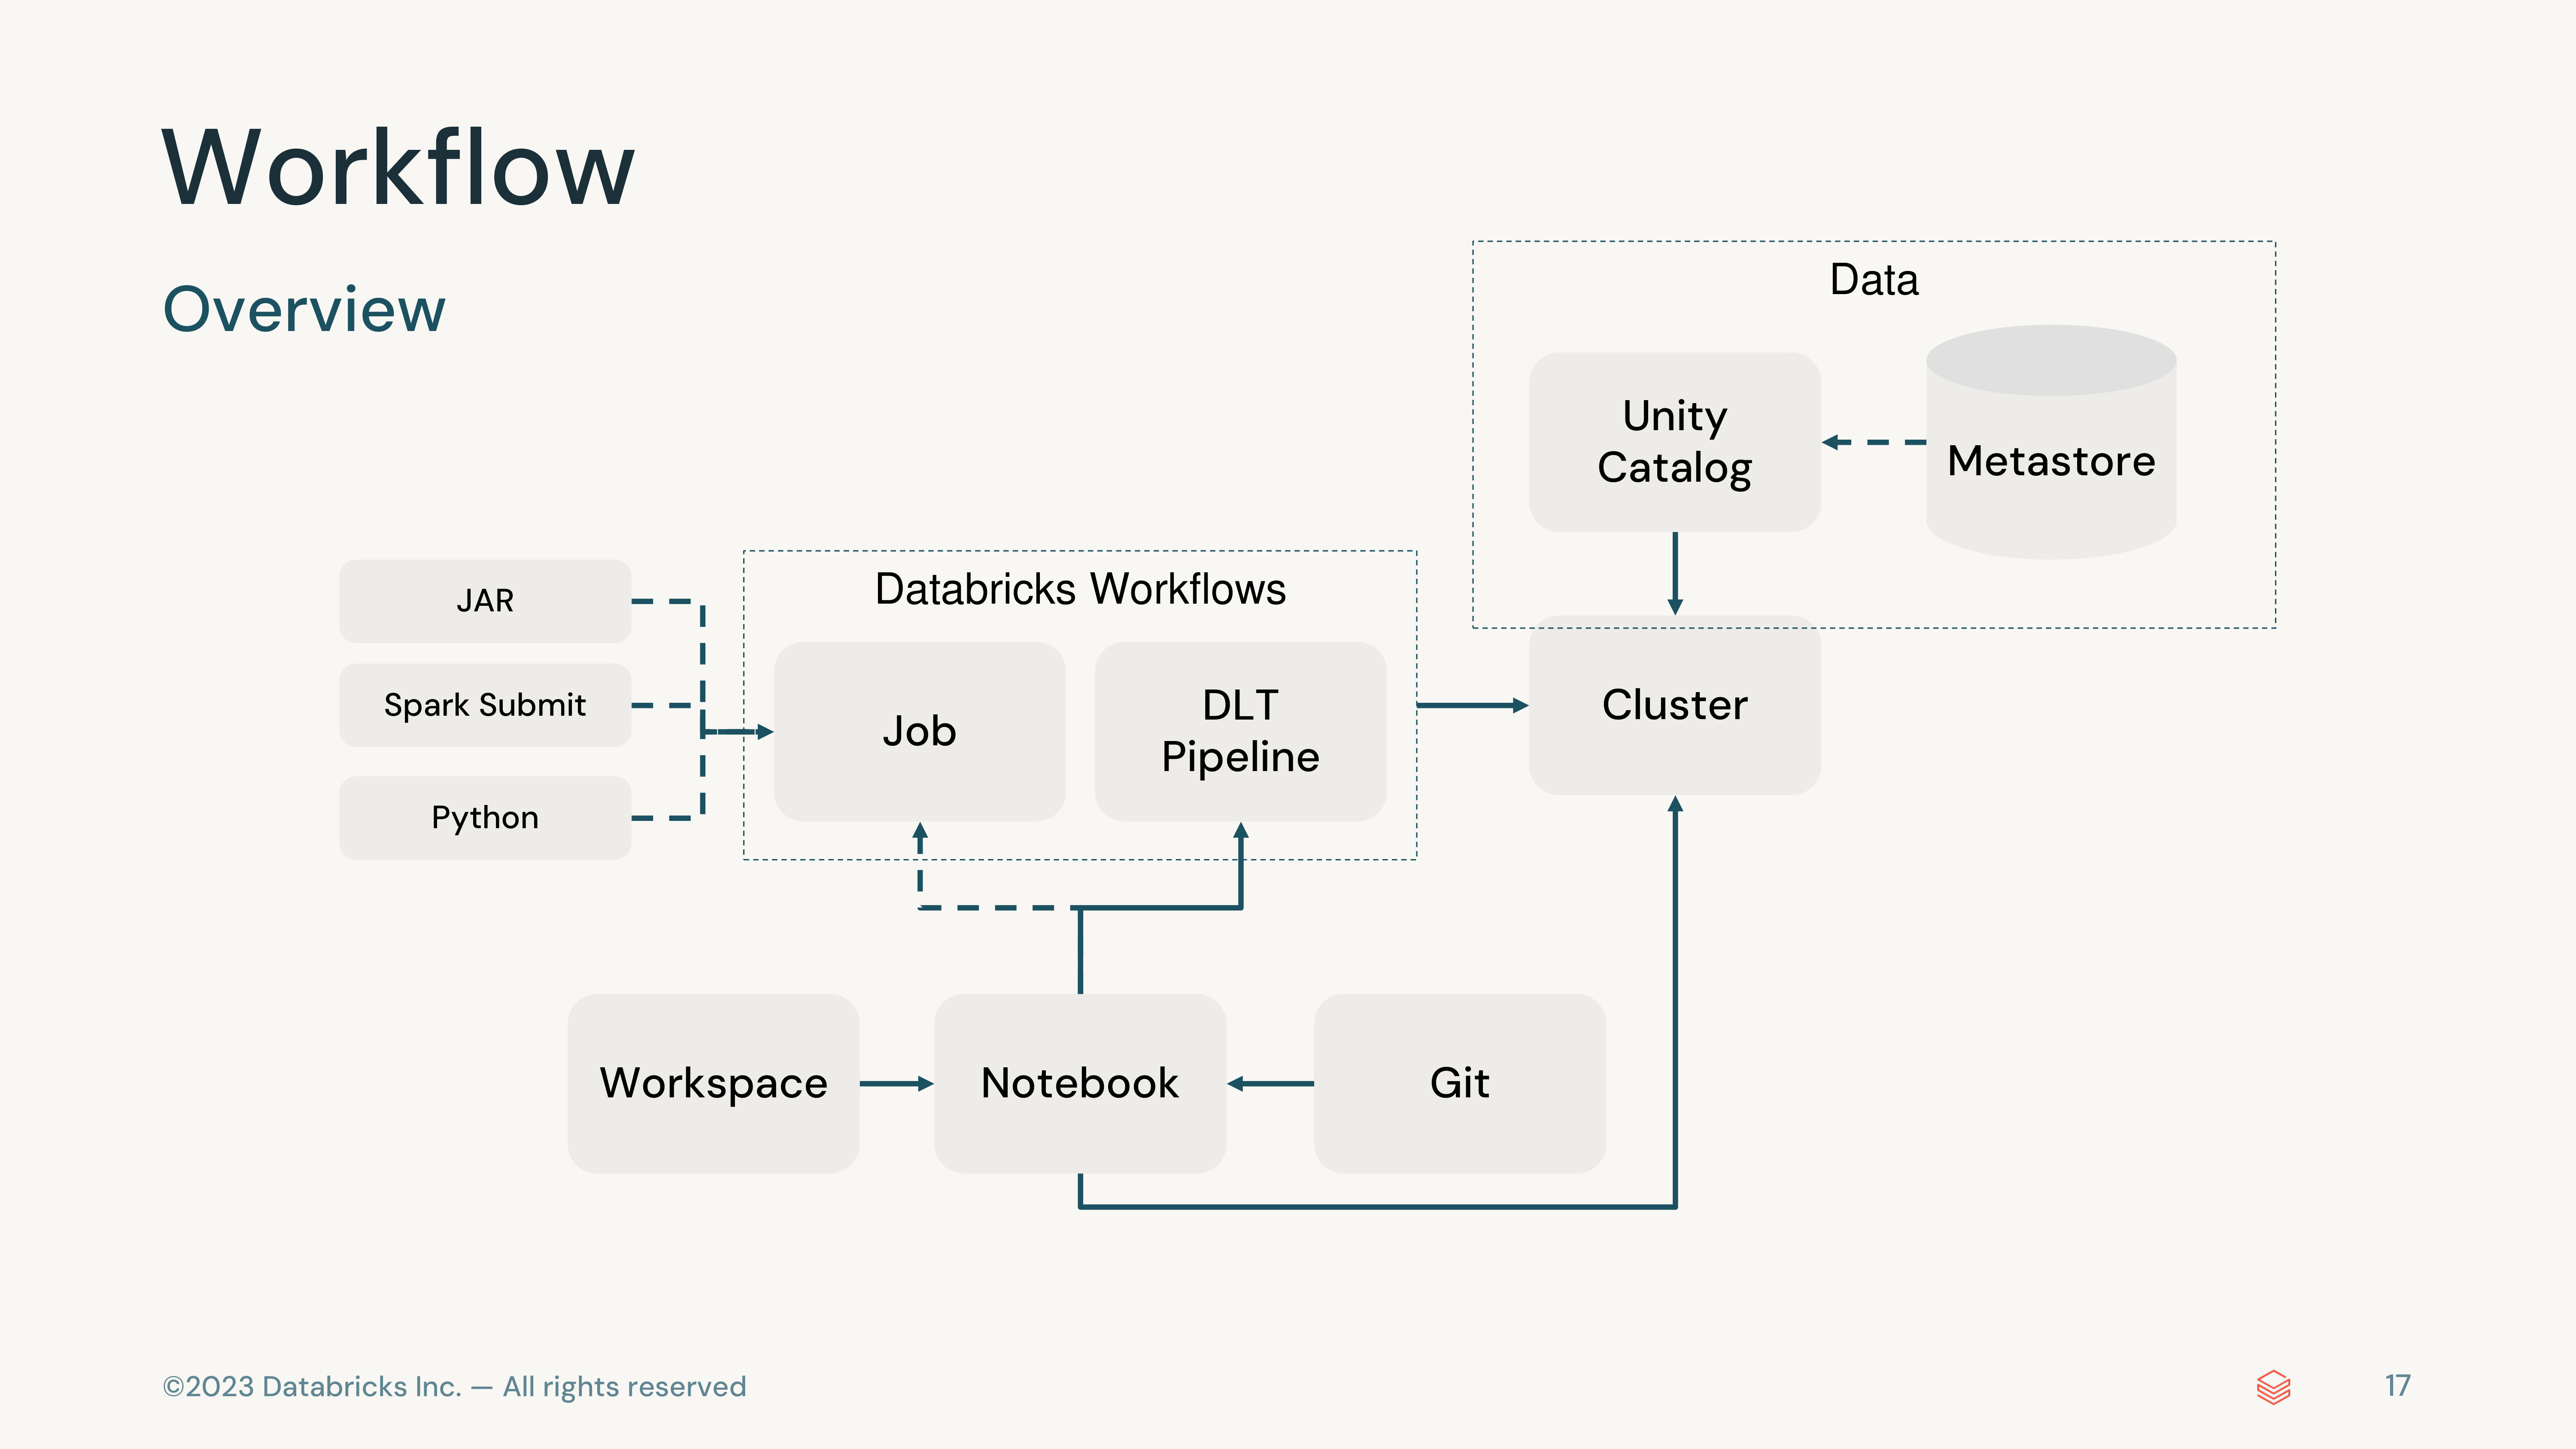 Workflow
Overview
Data
Unity
Catalog
Metastore
JAR
Spark Submit
Python
Databricks Workflows
Job
DLT
Pipeline
Cluster
Workspace
Notebook
Git
©2023 Databricks Inc. — All rights reserved
17